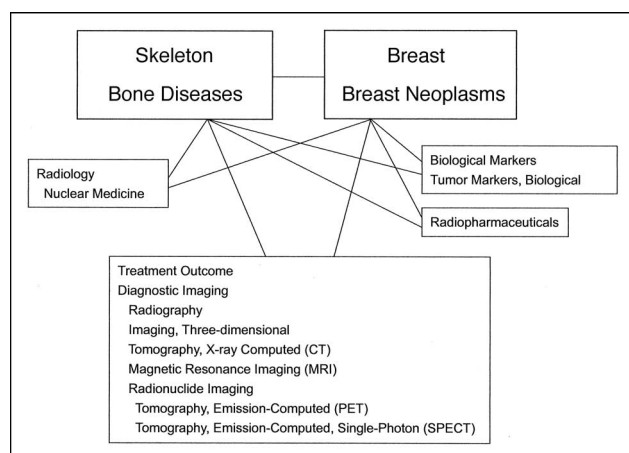 Skeleton
Bone Diseases
Breast
Breast Neoplasms
Radiology
Nuclear Medicine
Biological Markers
Tumor Markers, Biological
Radiopharmaceuticals
Treatment Outcome
Diagnostic Imaging
Radiography
Imaging, Three-dimensional
Tomography, X-ray Computed (CT)
Magnetic Resonance Imaging (MRI)
Radionuclide Imaging
Tomography, Emission-Computed (PET)
Tomography, Emission-Computed, Single-Photon (SPECT)